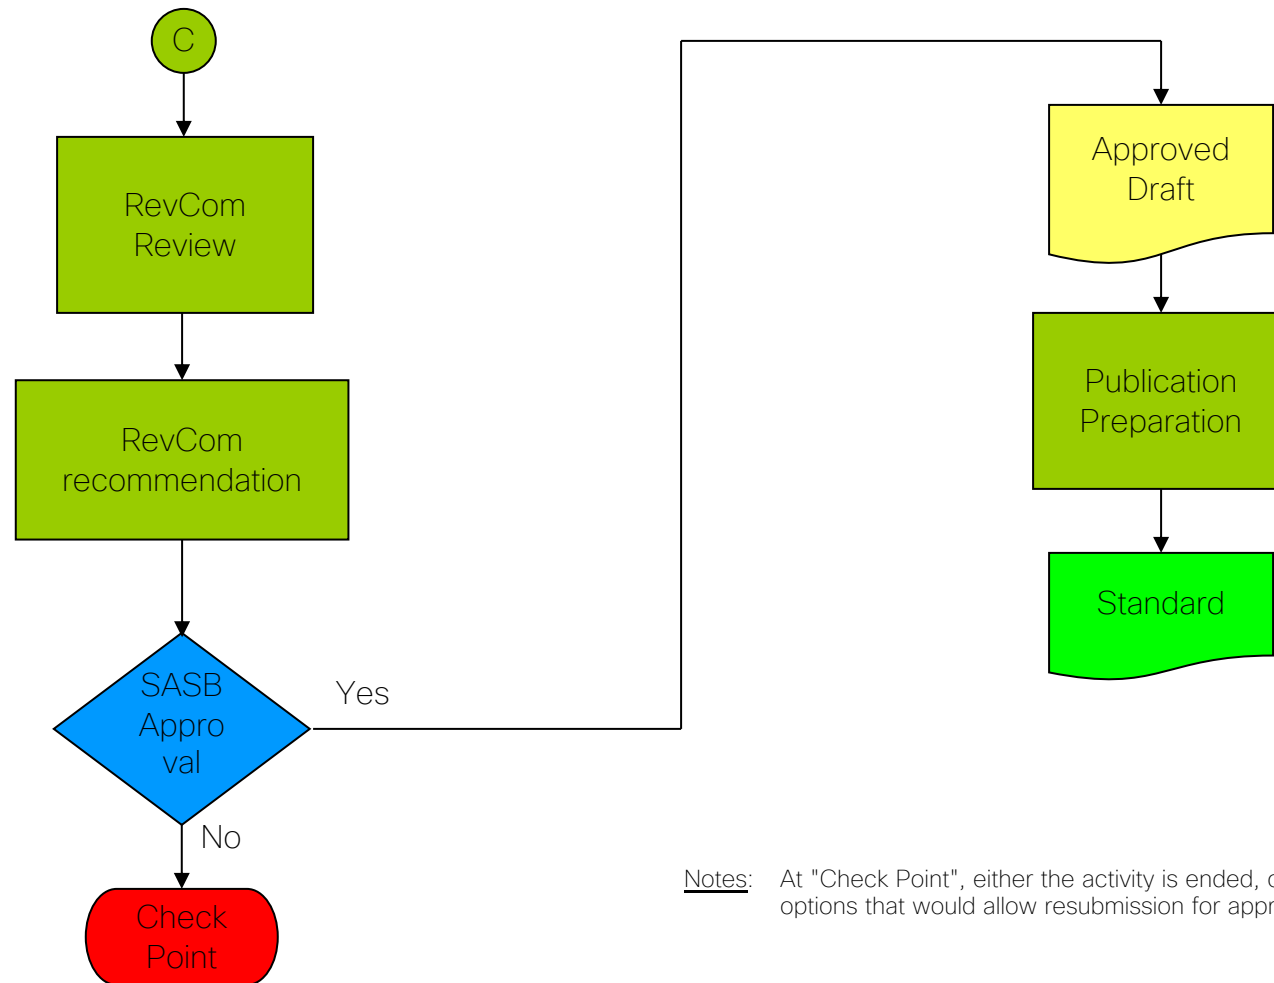 C
RevCom
Review
RevCom
recommendation
SASB
Appro
val
Yes
No
Check
Point
Approved
Draft
Publication
Preparation
Standard
Notes: At "Check Point", either the activity is ended,
options that would allow resubmission for